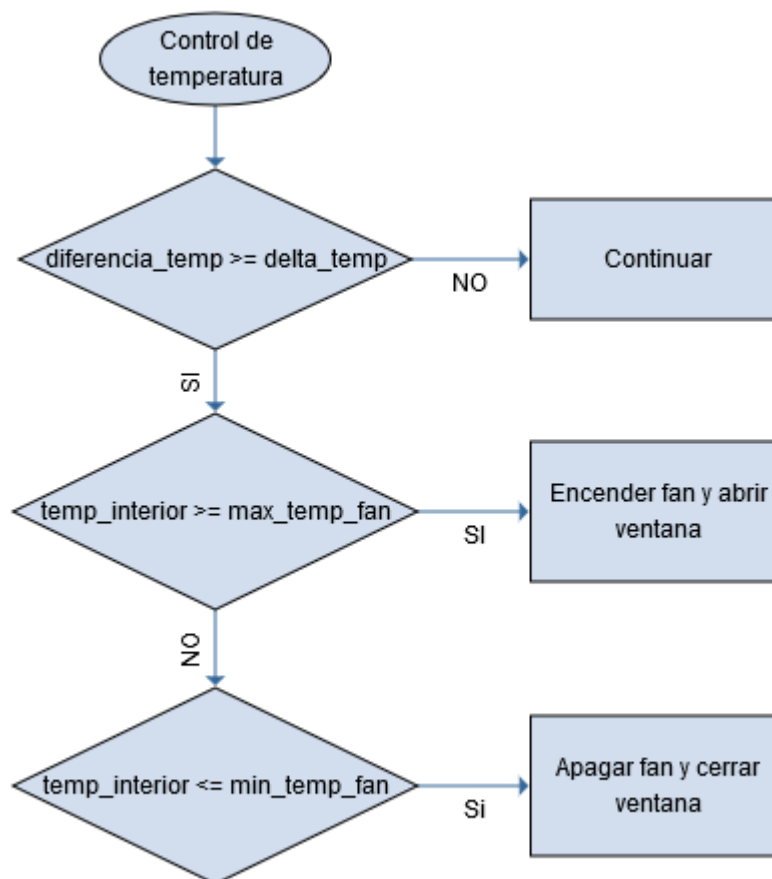 Control de
temperatura
diferencia_temp >= delta_temp
NO
Continuar
SI
temp_interior >= max_temp_fan
SI
Encender fan y abrir
ventana
NO
temp_interior <= min_temp_fan
Si
Apagar fan y cerrar
ventana